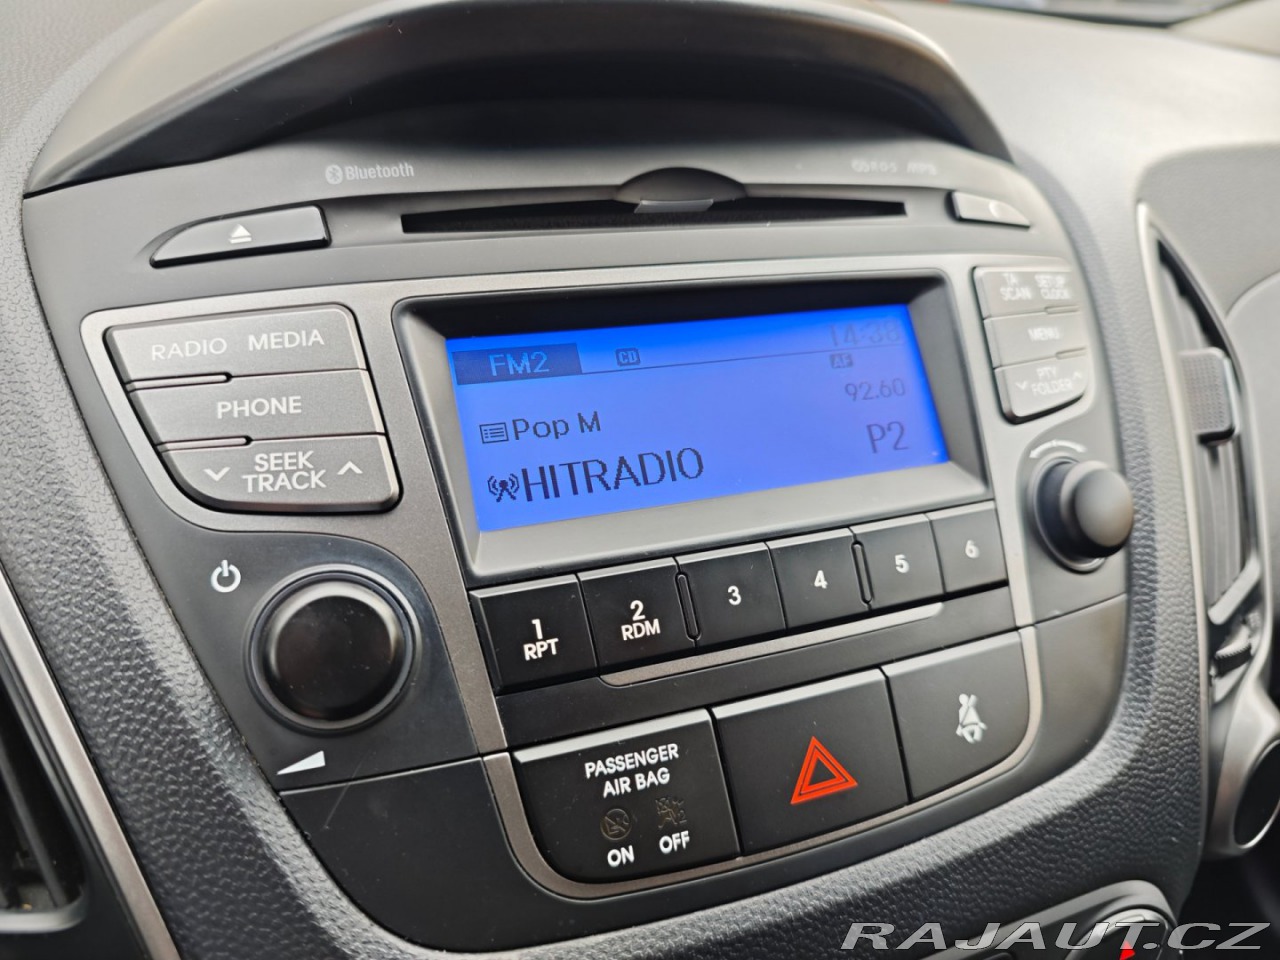 Bluetooth
RDS MP3
RADIO MEDIA
PHONE
SEEK
TRACK
FM2
CD
14:38
AF
92.60
Pop M
P2
HITRADIO
TA
SCAN
SETUP
CLOCK
MENU
PTY
FOLDER
1
RPT
2
RDM
3
4
5
6
PASSENGER
AIR BAG
ON
OFF
RAJAUT.CZ